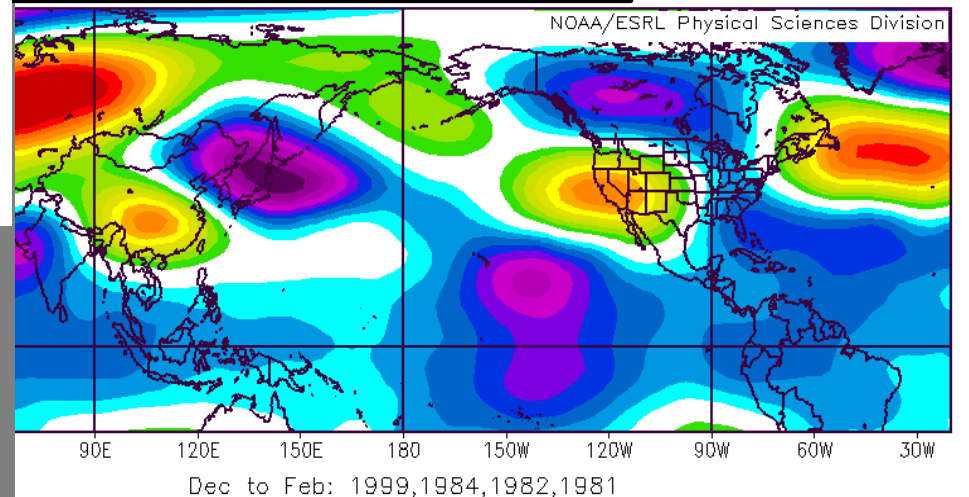 NOAA/ESRL Physical Sciences Division
90E 120E 150E 180 150W 120W 90W 60W 30W
Dec to Feb: 1999,1984,1982,1981